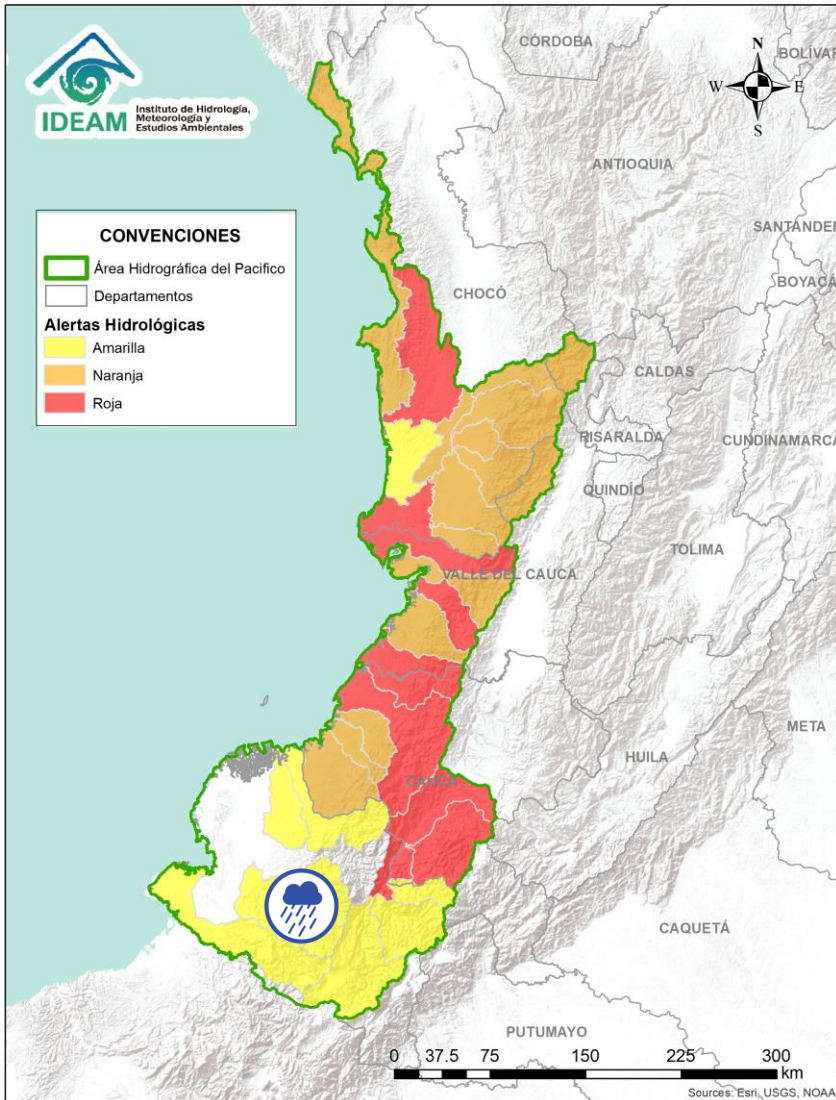 IDEAM
Instituto de Hidrología,
Meteorología y
Estudios Ambientales
CÓRDOBA
BOLÍVAR
N
W
E
S
ANTIOQUIA
SANTANDER
BOYACÁ
CONVENCIONES
Área Hidrográfica del Pacifico
Departamentos
Alertas Hidrológicas
Amarilla
Naranja
Roja
CHOCÓ
CALDAS
RISARALDA
CUNDINAMARCA
QUINDÍO
TOLIMA
VALLE DEL CAUCA
META
HUILA
CAUCA
CAQUETÁ
PUTUMAYO
0 37.5 75 150 225 300
km
Sources: Esri, USGS, NOAA